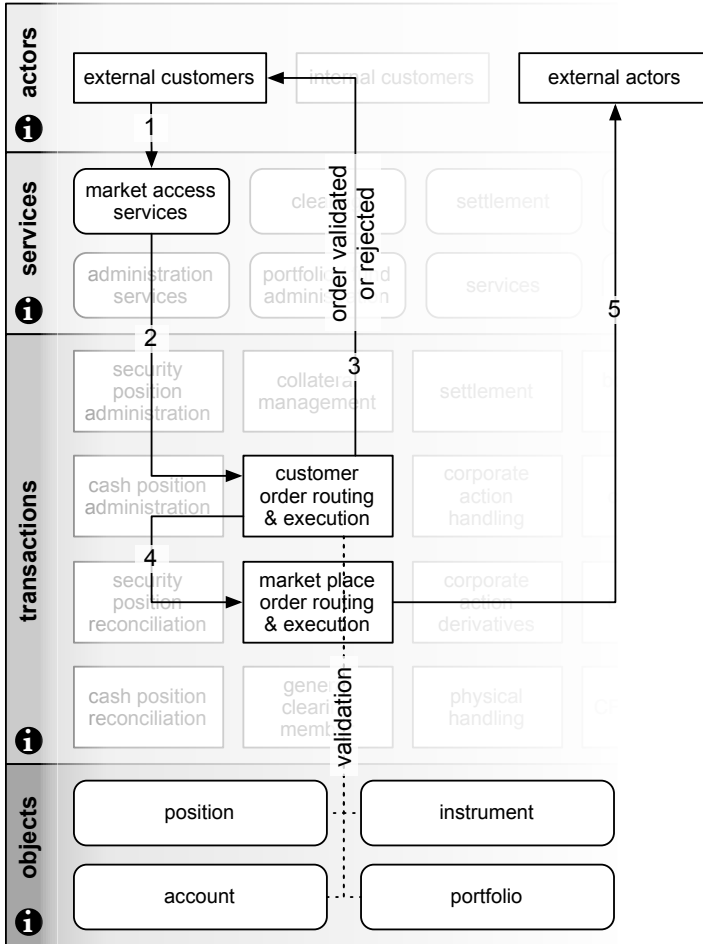 actors
external customers
internal customers
external actors
1
services
market access
services
settlement
order validated
or rejected
administration
services
services
5
2
3
transactions
security
position
administration
collateral
management
settlement
cash position
administration
customer
order routing
& execution
corporate
action
handling
4
security
position
reconciliation
market place
order routing
& execution
corporate
action
derivatives
cash position
reconciliation
physical
handling
validation
objects
position
instrument
account
portfolio